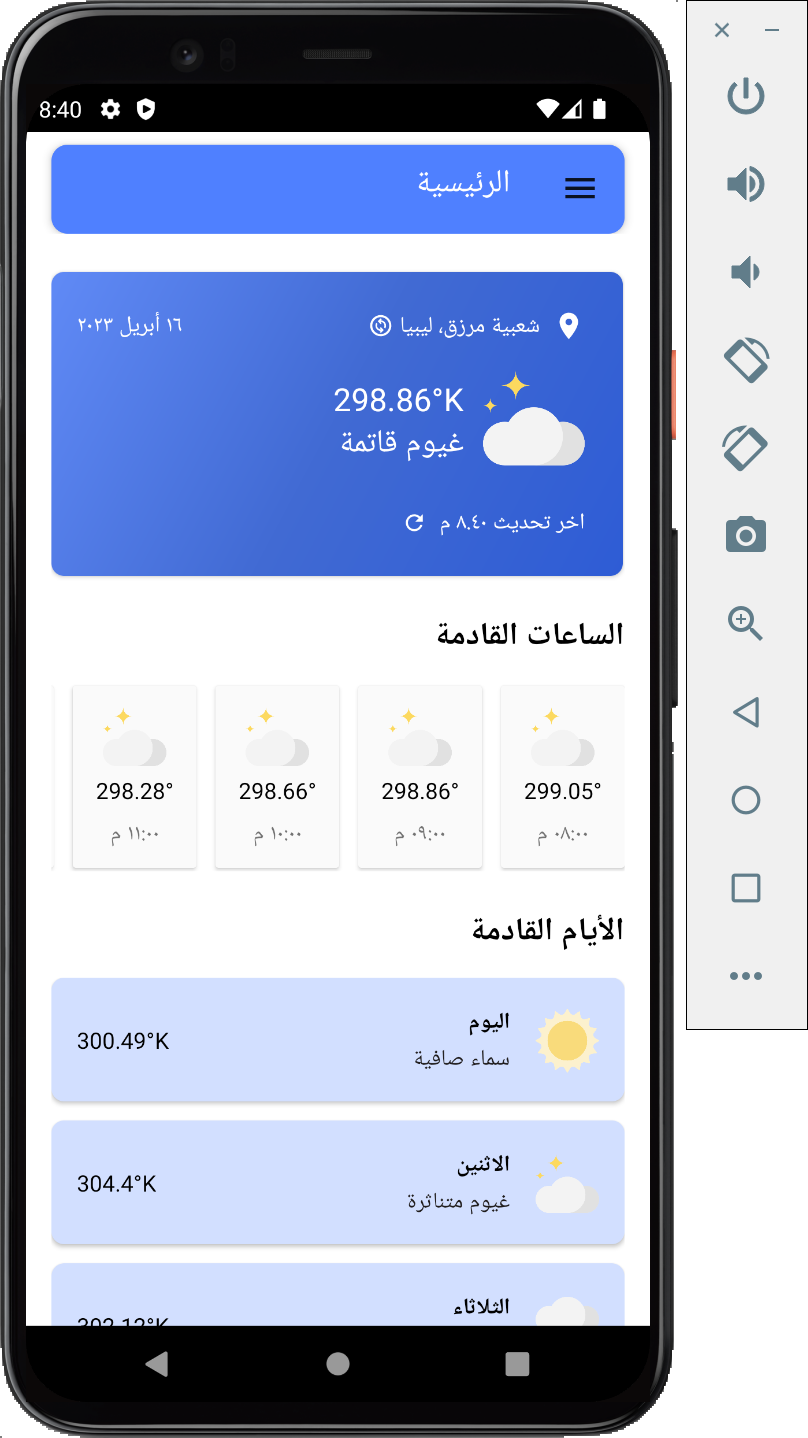 8:40
الرئيسية
شعبية مرزق، ليبيا
١٦ أبريل ٢٠٢٣
298.86°K
غيوم قاتمة
اخر تحديث ٨.٤٠ م
الساعات القادمة
299.05° 298.86° 298.66° 298.28°
٠٨:٠٠ م ٠٩:٠٠ م ١٠:٠٠ م ١١:٠٠ م
الأيام القادمة
اليوم
سماء صافية
300.49°K
الاثنين
غيوم متناثرة
304.4°K
الثلاثاء